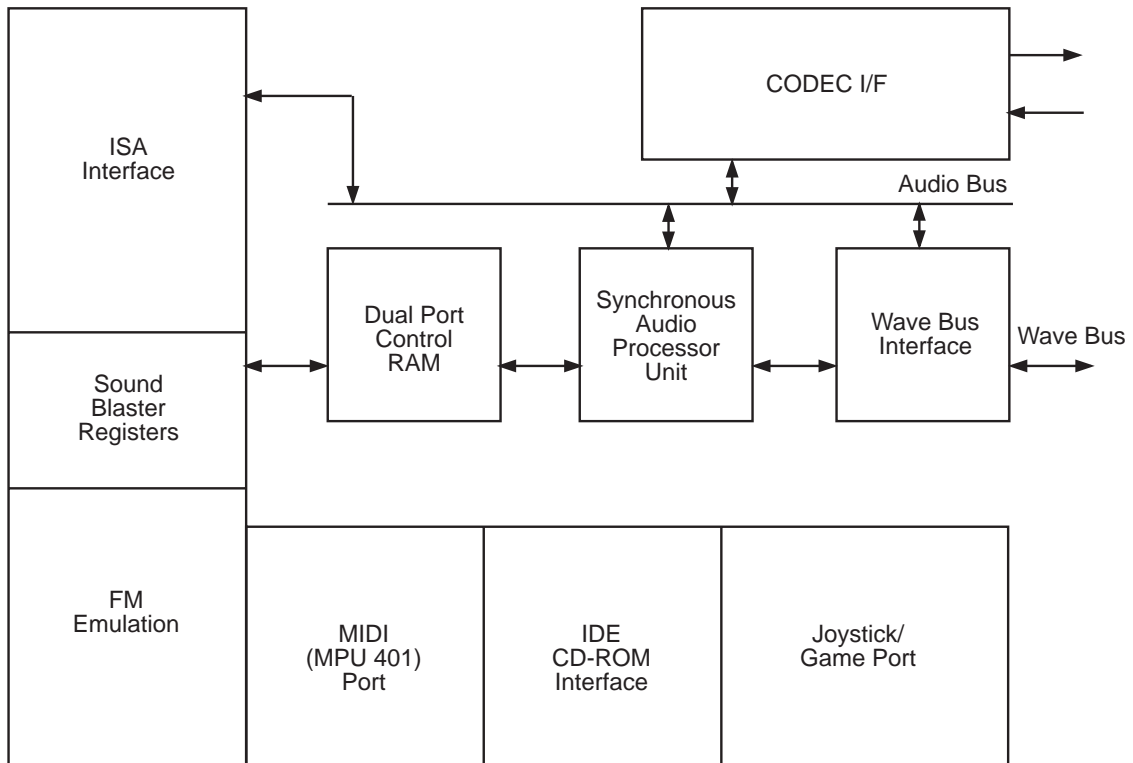 CODEC I/F
ISA
Interface
Audio Bus
Dual Port
Control
RAM
Synchronous
Audio
Processor
Unit
Wave Bus
Interface
Wave Bus
Sound
Blaster
Registers
FM
Emulation
MIDI
(MPU 401)
Port
IDE
CD-ROM
Interface
Joystick/
Game Port